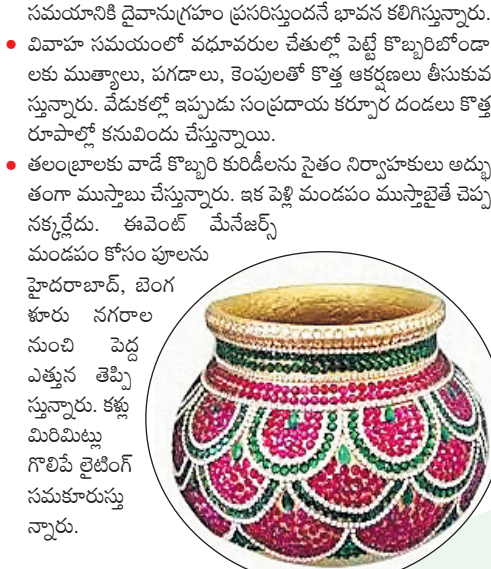 సమయానికి దైవానుగ్రహం ప్రసరిస్తుందనే భావన కలిగిస్తున్నారు.
• వివాహ సమయంలో వధూవరుల చేతుల్లో పెట్టే కొబ్బరిబోండా
లకు ముత్యాలు, పగడాలు, కెంపులతో కొత్త ఆకర్షణలు తీసుకువ
స్తున్నారు. వేడుకల్లో ఇప్పుడు సంప్రదాయ కర్పూర దండలు కొత్త
రూపాల్లో కనువిందు చేస్తున్నాయి.
• తలంబ్రాలకు వాడే కొబ్బరి కురిడీలను సైతం నిర్వాహకులు అద్భు
తంగా ముస్తాబు చేస్తున్నారు. ఇక పెళ్లి మండపం ముస్తాబైతే చెప్ప
నక్కర్లేదు. ఈవెంట్ మేనేజర్స్
మండపం కోసం పూలను
హైదరాబాద్, బెంగ
ళూరు నగరాల
నుంచి పెద్ద
ఎత్తున తెప్పి
స్తున్నారు. కళ్లు
మిరిమిట్లు
గొలిపే లైటింగ్
సమకూరుస్తు
న్నారు.